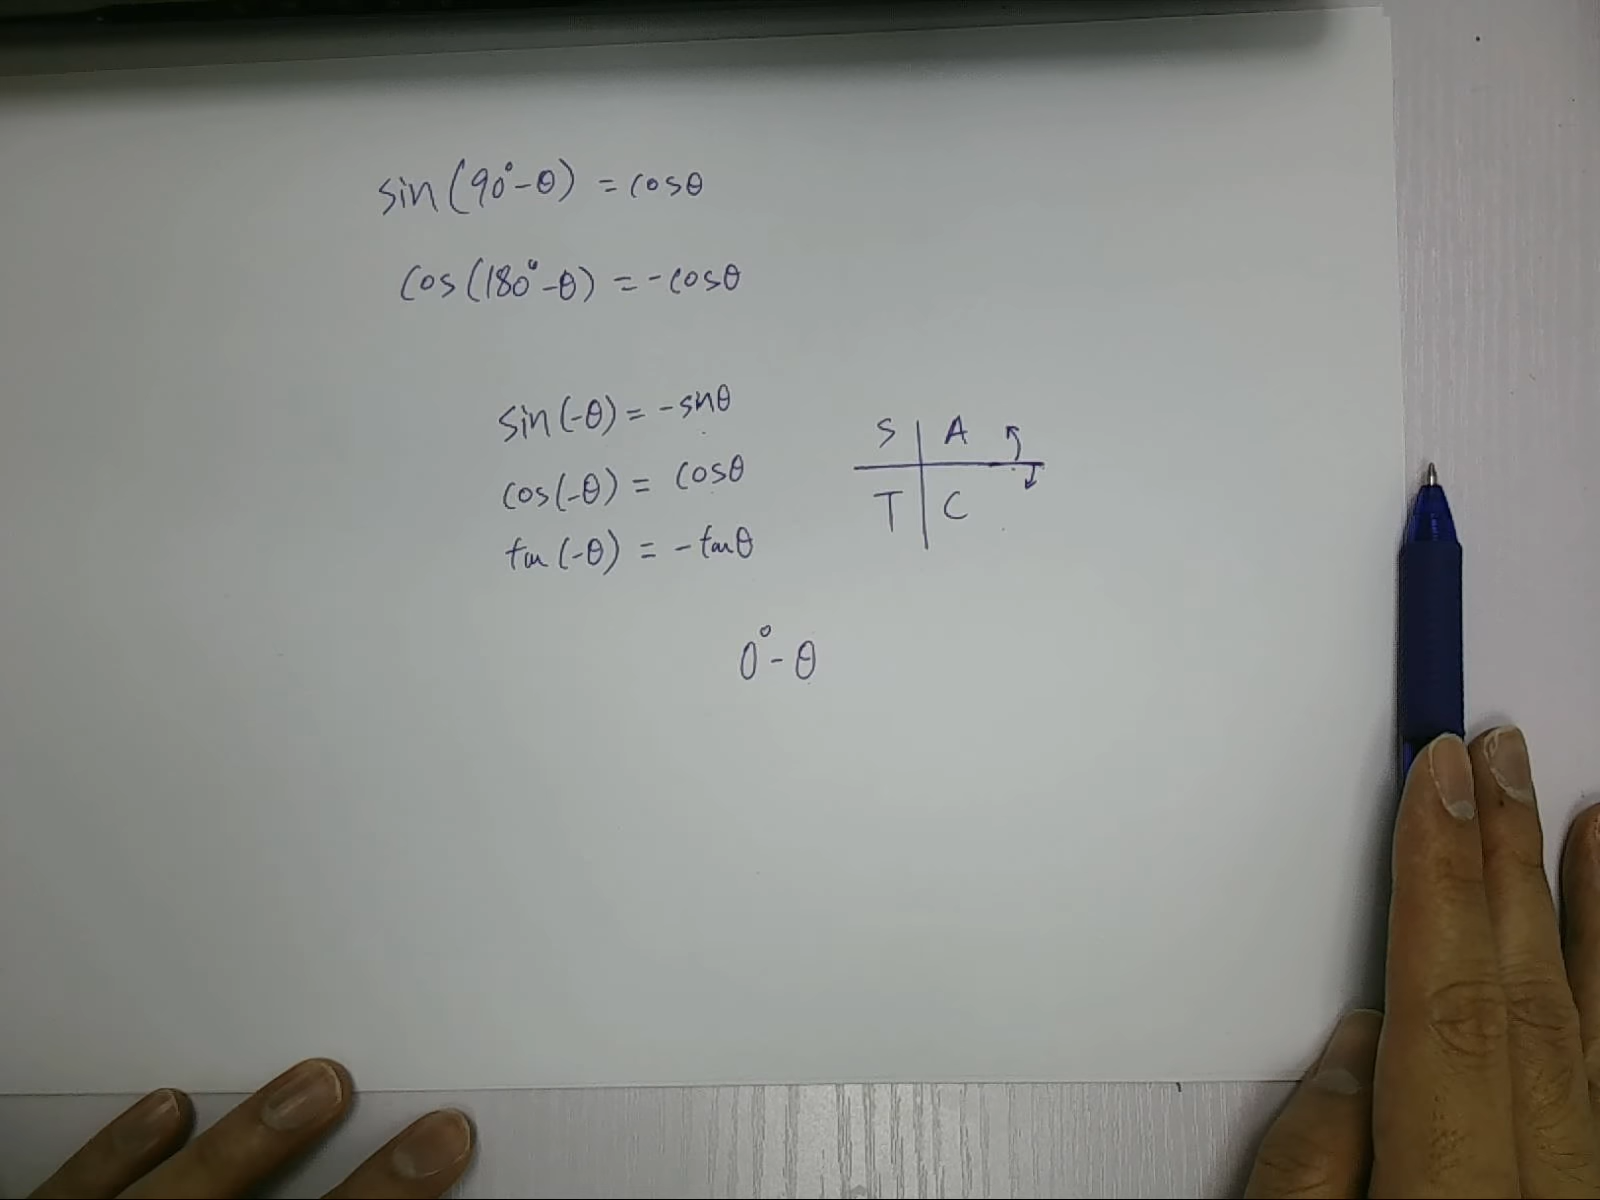 sin(90°-θ) = cosθ
cos(180°-θ) = -cosθ
sin(-θ) = -snθ
cos(-θ) = cosθ
tan(-θ) = -tanθ
S A
T C
0°-θ